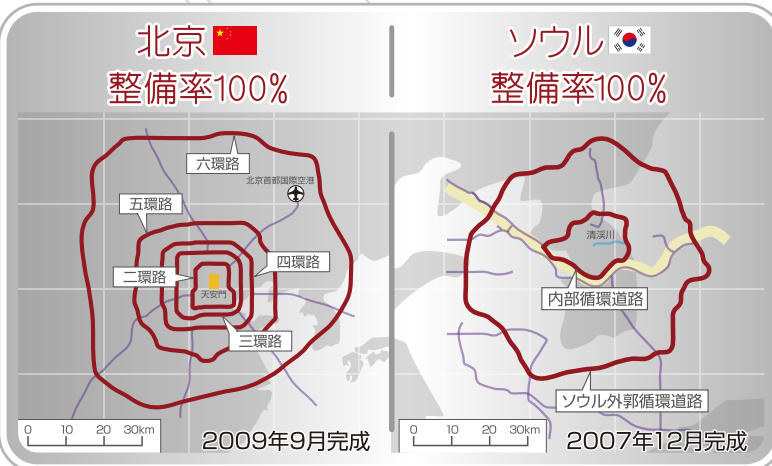 北京
整備率100%
六環路
北京首都国際空港
五環路
四環路
二環路
天安門
三環路
0 10 20 30km
2009年9月完成
ソウル
整備率100%
清渓川
内部循環道路
ソウル外郭循環道路
0 10 20 30km
2007年12月完成